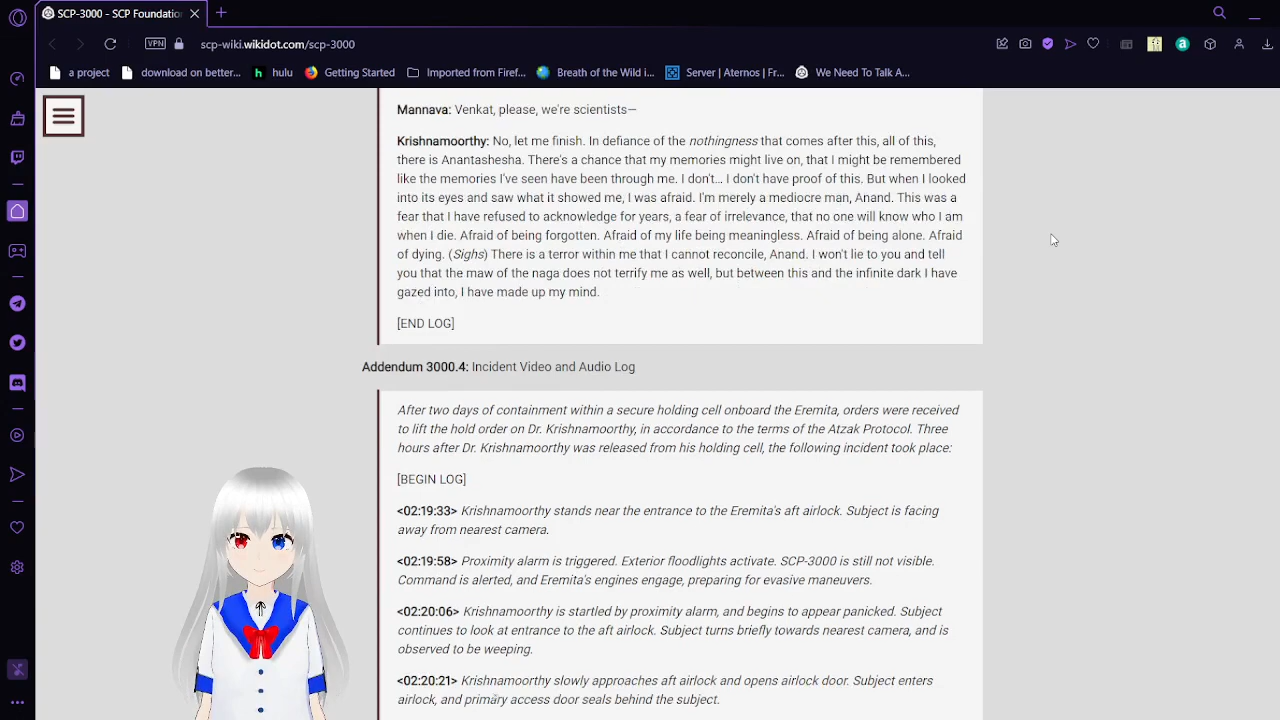 SCP-3000 - SCP Foundation
VPN
scp-wiki.wikidot.com/scp-3000
a project
download on better...
hulu
Getting Started
Imported from Firef...
Breath of the Wild i...
Server | Aternos | Fr...
We Need To Talk A...
Mannava: Venkat, please, we're scientists—
Krishnamoorthy: No, let me finish. In defiance of the nothingness that comes after this, all of this,
there is Anantashesha. There's a chance that my memories might live on, that I might be remembered
like the memories I've seen have been through me. I don't... I don't have proof of this. But when I looked
into its eyes and saw what it showed me, I was afraid. I'm merely a mediocre man, Anand. This was a
fear that I have refused to acknowledge for years, a fear of irrelevance, that no one will know who I am
when I die. Afraid of being forgotten. Afraid of my life being meaningless. Afraid of being alone. Afraid
of dying. (Sighs) There is a terror within me that I cannot reconcile, Anand. I won't lie to you and tell
you that the maw of the naga does not terrify me as well, but between this and the infinite dark I have
gazed into, I have made up my mind.
[END LOG]
Addendum 3000.4: Incident Video and Audio Log
After two days of containment within a secure holding cell onboard the Eremita, orders were received
to lift the hold order on Dr. Krishnamoorthy, in accordance to the terms of the Atzak Protocol. Three
hours after Dr. Krishnamoorthy was released from his holding cell, the following incident took place:
[BEGIN LOG]
<02:19:33> Krishnamoorthy stands near the entrance to the Eremita's aft airlock. Subject is facing
away from nearest camera.
<02:19:58> Proximity alarm is triggered. Exterior floodlights activate. SCP-3000 is still not visible.
Command is alerted, and Eremita's engines engage, preparing for evasive maneuvers.
<02:20:06> Krishnamoorthy is startled by proximity alarm, and begins to appear panicked. Subject
continues to look at entrance to the aft airlock. Subject turns briefly towards nearest camera, and is
observed to be weeping.
<02:20:21> Krishnamoorthy slowly approaches aft airlock and opens airlock door. Subject enters
airlock, and primary access door seals behind the subject.